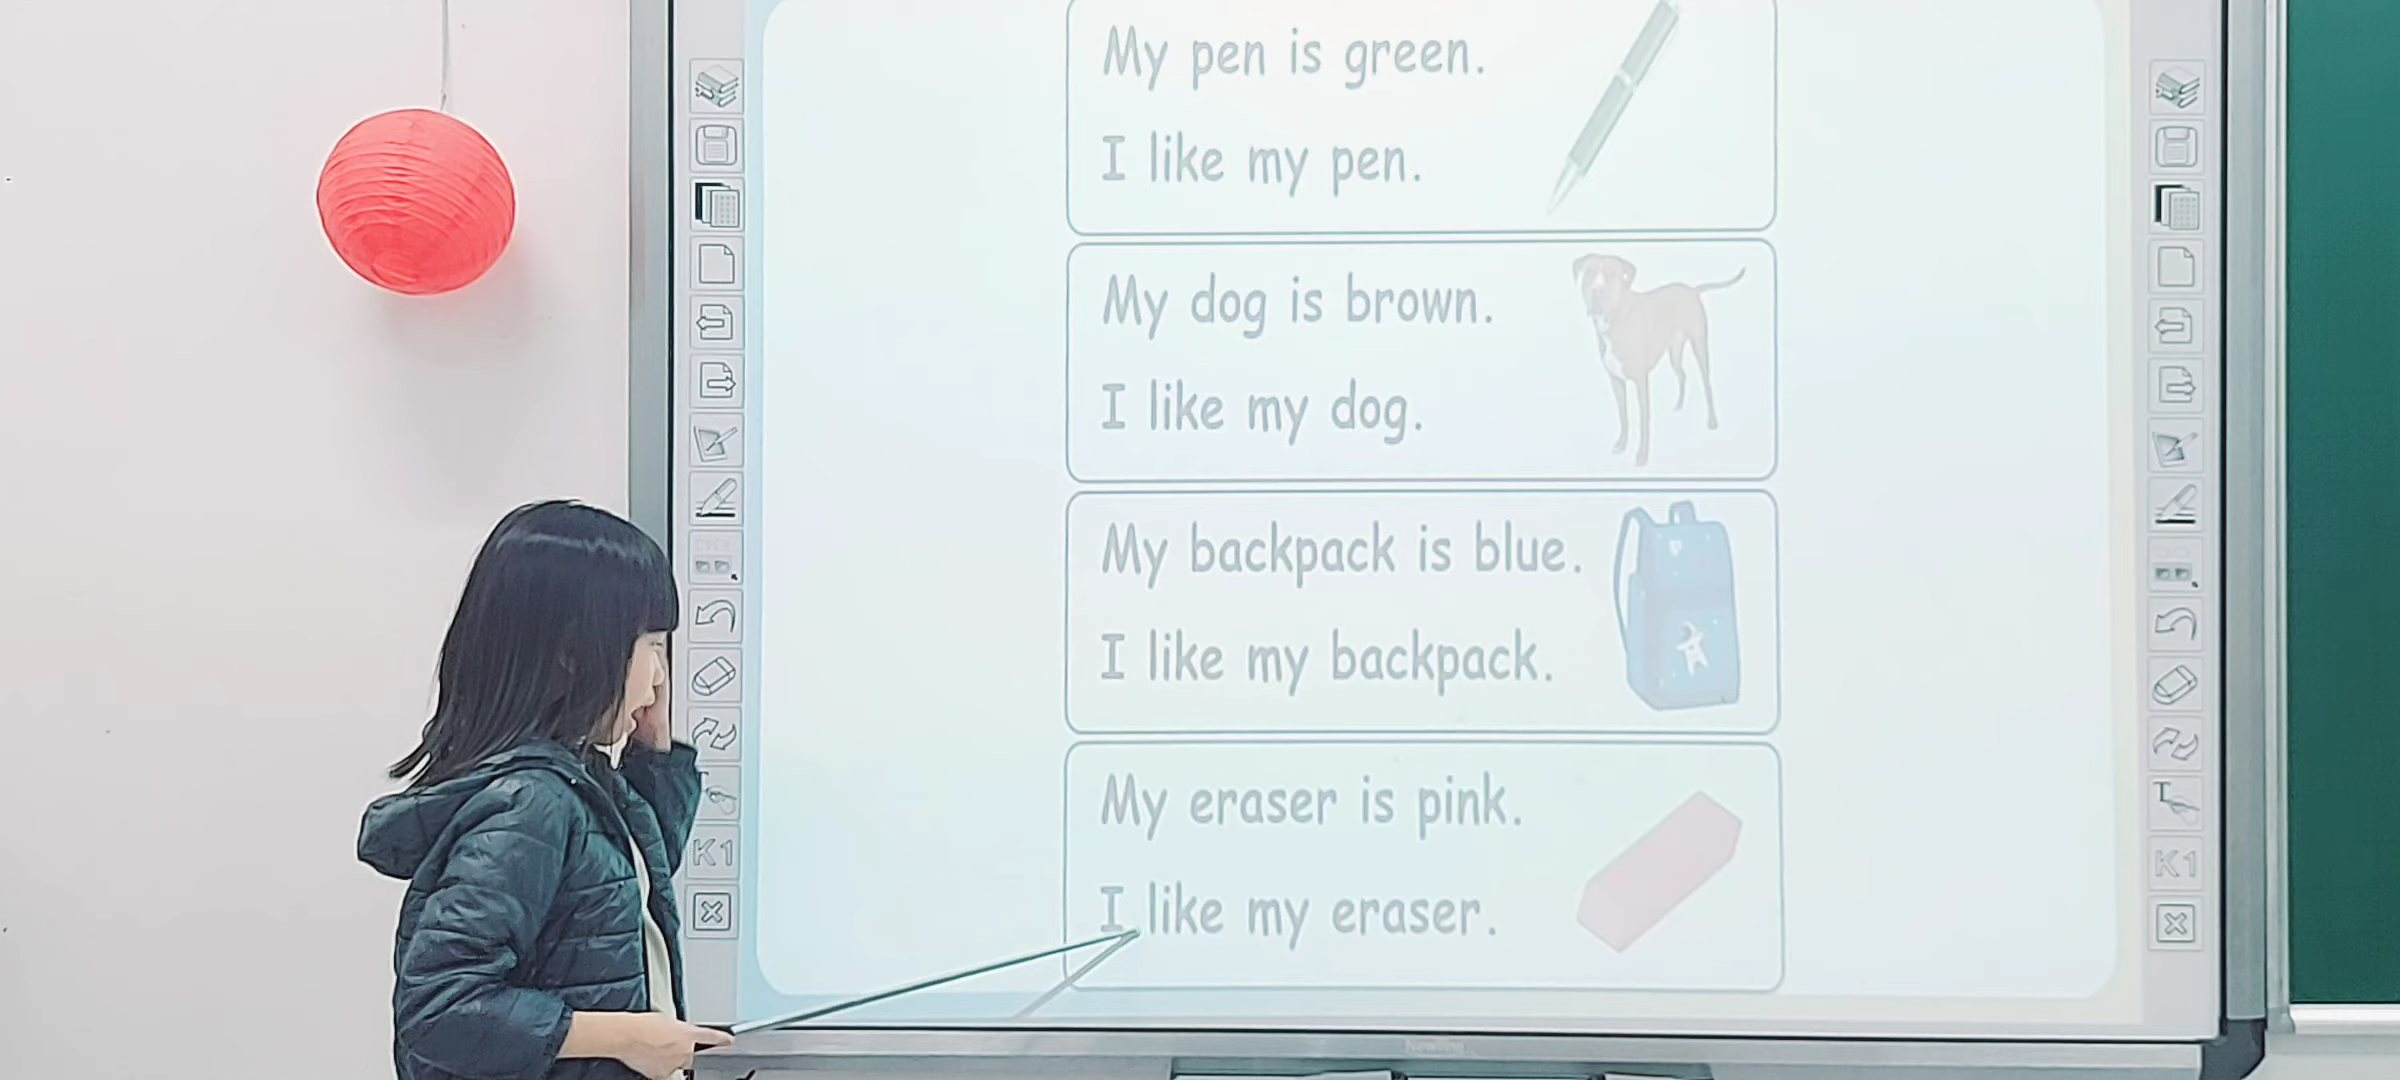 My pen is green.
I like my pen.
My dog is brown.
I like my dog.
My backpack is blue.
I like my backpack.
My eraser is pink.
I like my eraser.
K1
K1